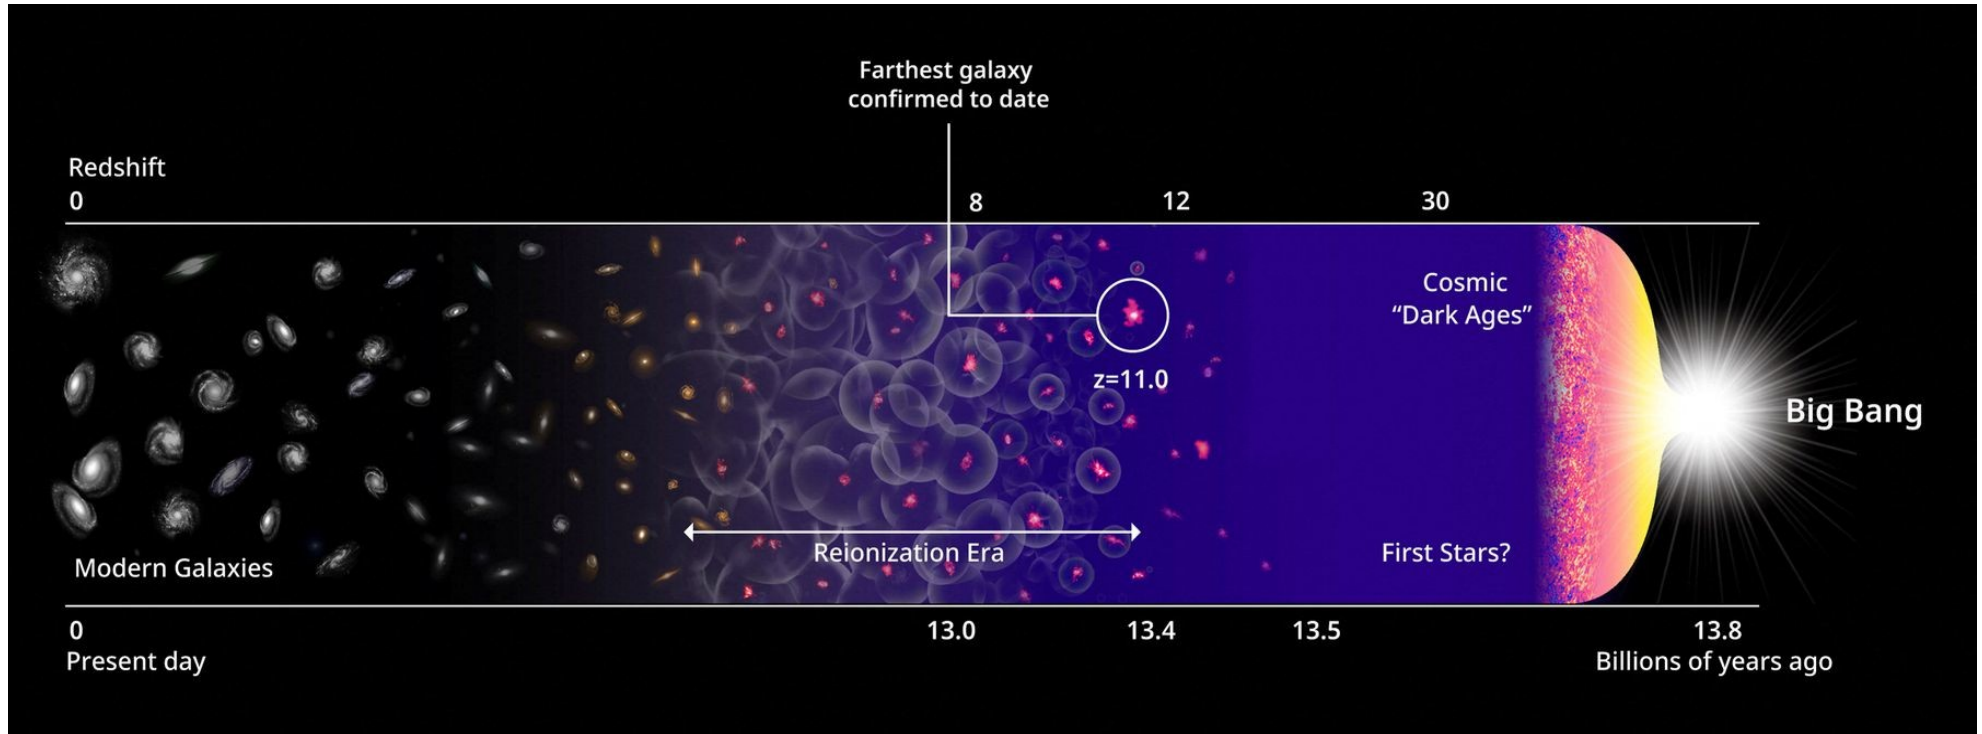 Farthest galaxy
confirmed to date
Redshift
0
8
12
30
Cosmic
“Dark Ages”
z=11.0
Big Bang
Reionization Era
First Stars?
Modern Galaxies
0
13.0
13.4
13.5
13.8
Present day
Billions of years ago